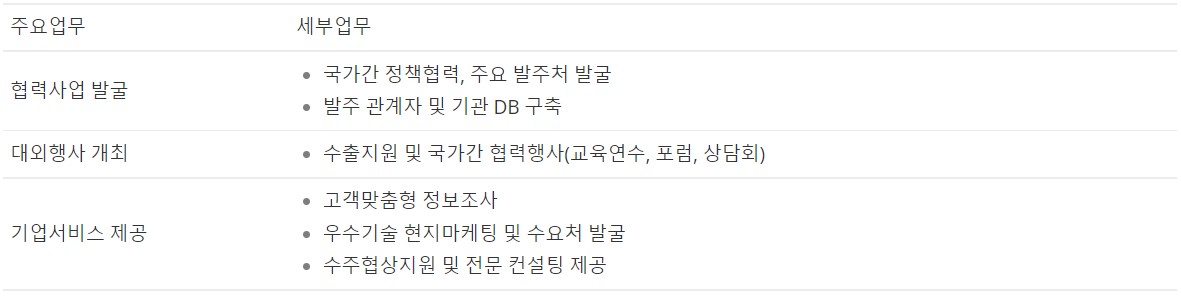 주요업무 세부업무
협력사업 발굴
국가간 정책협력, 주요 발주처 발굴
발주 관계자 및 기관 DB 구축
대외행사 개최
수출지원 및 국가간 협력행사(교육연수, 포럼, 상담회)
기업서비스 제공
고객맞춤형 정보조사
우수기술 현지마케팅 및 수요처 발굴
수주협상지원 및 전문 컨설팅 제공